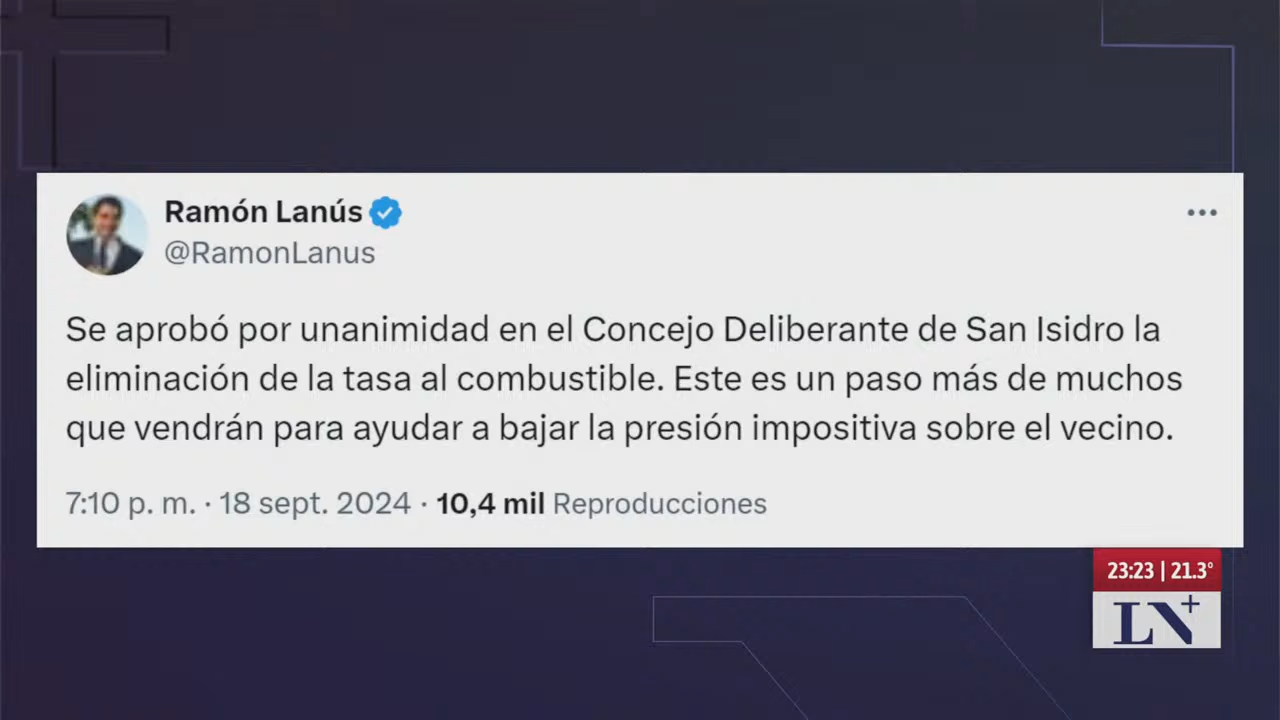 Ramón Lanús
@RamonLanus
Se aprobó por unanimidad en el Concejo Deliberante de San Isidro la
eliminación de la tasa al combustible. Este es un paso más de muchos
que vendrán para ayudar a bajar la presión impositiva sobre el vecino.
7:10 p. m. · 18 sept. 2024 · 10,4 mil Reproducciones
23:23 | 21.3°
LN+